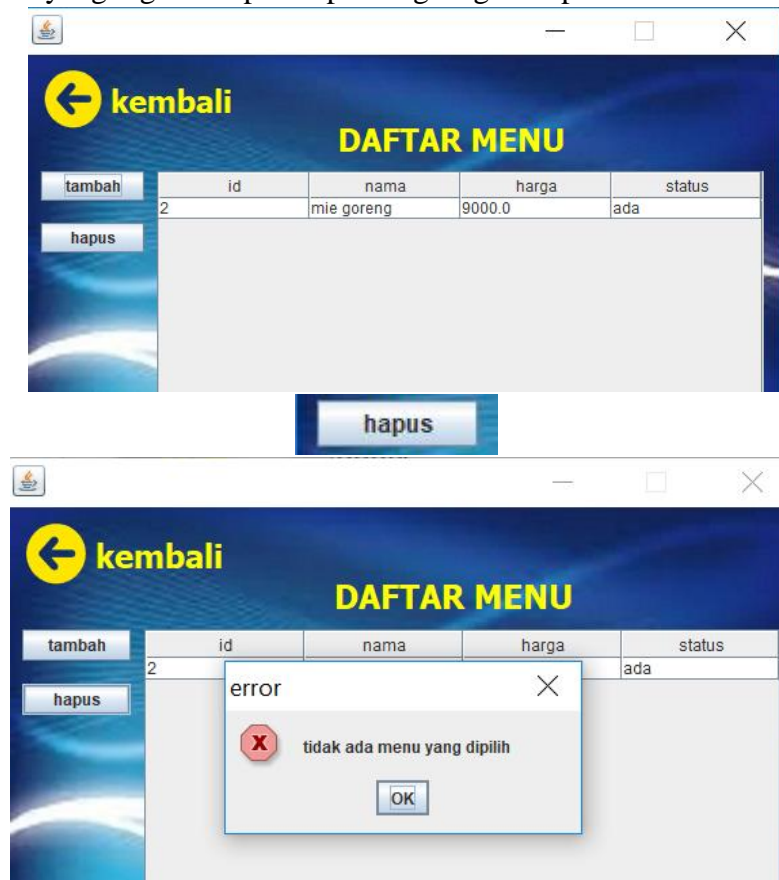 kembali
DAFTAR MENU
tambah id nama harga status
2 mie goreng 9000.0 ada
hapus
hapus
kembali
DAFTAR MENU
tambah id nama harga status
2 ada
error
hapus
tidak ada menu yang dipilih
OK